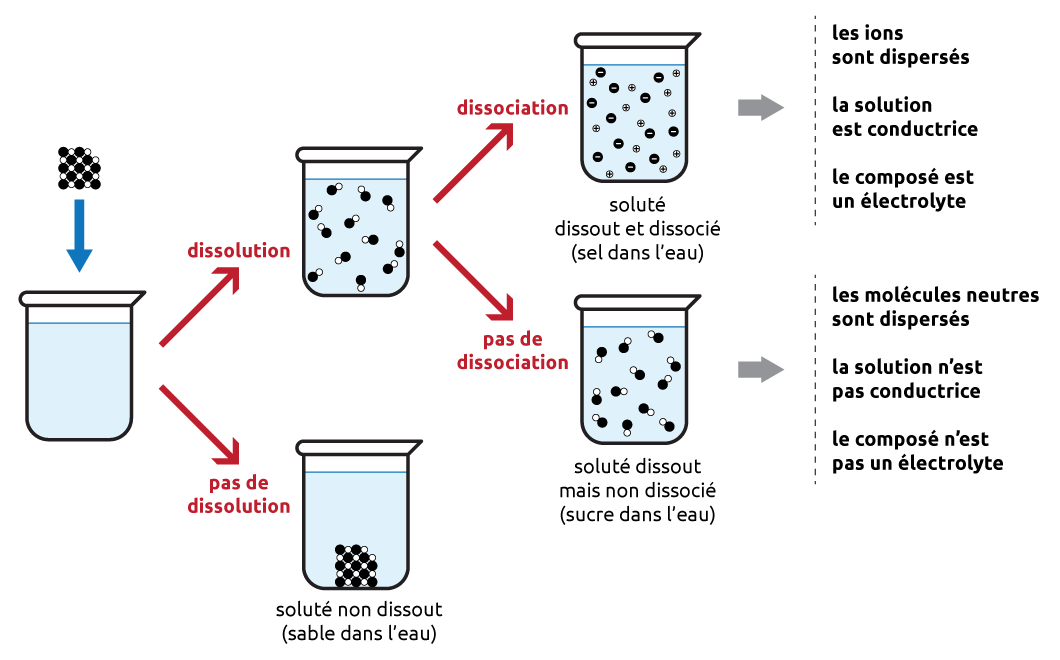 les ions
sont dispersés
dissociation
la solution
est conductrice
le composé est
un électrolyte
soluté
dissout et dissocié
(sel dans l'eau)
dissolution
pas de
dissociation
les molécules neutres
sont dispersés
la solution n'est
pas conductrice
le composé n'est
pas un électrolyte
soluté dissout
mais non dissocié
(sucre dans l'eau)
pas de
dissolution
soluté non dissout
(sable dans l'eau)
⊖
⊕